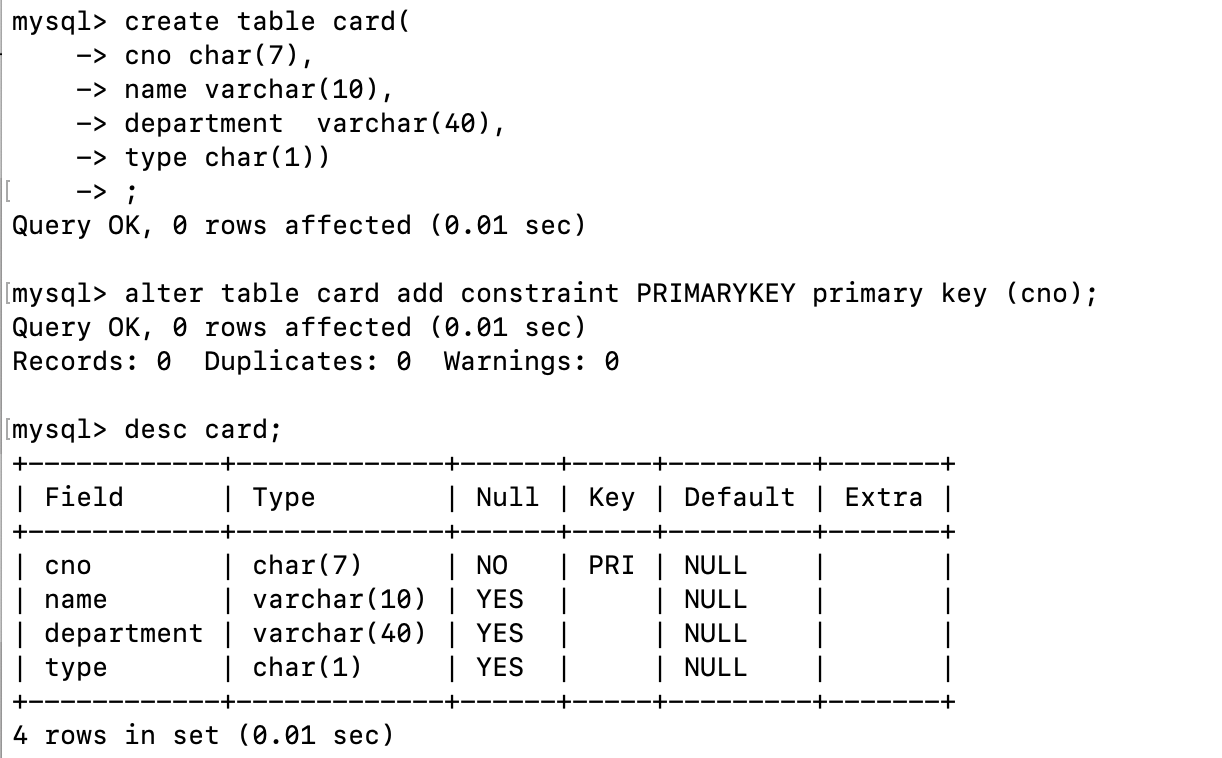 mysql> create table card(
    -> cno char(7),
    -> name varchar(10),
    -> department  varchar(40),
    -> type char(1))
[    -> ;
Query OK, 0 rows affected (0.01 sec)

[mysql> alter table card add constraint PRIMARYKEY primary key (cno);
Query OK, 0 rows affected (0.01 sec)
Records: 0  Duplicates: 0  Warnings: 0

[mysql> desc card;
+------------+-------------+------+-----+---------+-------+
| Field      | Type        | Null | Key | Default | Extra |
+------------+-------------+------+-----+---------+-------+
| cno        | char(7)     | NO   | PRI | NULL    |       |
| name       | varchar(10) | YES  |     | NULL    |       |
| department | varchar(40) | YES  |     | NULL    |       |
| type       | char(1)     | YES  |     | NULL    |       |
+------------+-------------+------+-----+---------+-------+
4 rows in set (0.01 sec)